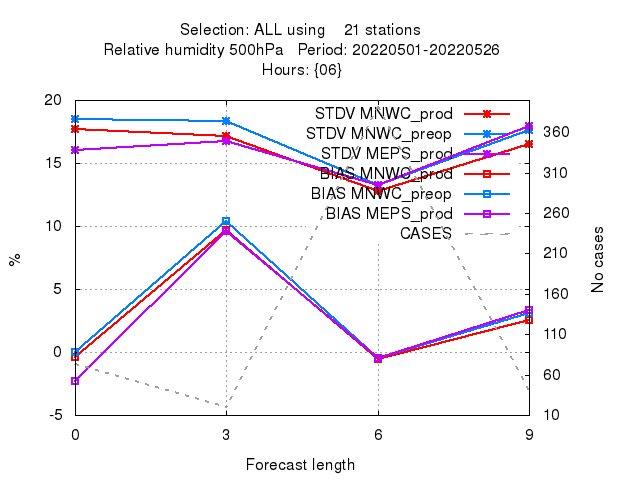 Selection: ALL using    21 stations
Relative humidity 500hPa   Period: 20220501-20220526
Hours: {06}
20
15
10
5
0
-5
%
STDV MNWC_prod
STDV MNWC_preop
STDV MEPS_prod
BIAS MNWC_prod
BIAS MNWC_preop
BIAS MEPS_prod
CASES
360
310
260
210
160
110
60
10
No cases
0 3 6 9
Forecast length